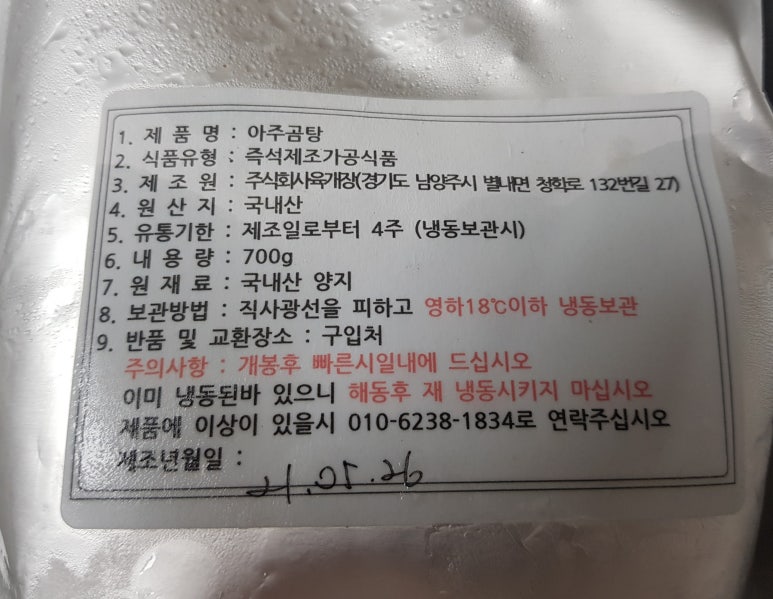 1. 제 품 명 : 아주곰탕
2. 식품유형 : 즉석제조가공식품
3. 제 조 원 : 주식회사육개장(경기도 남양주시 별내면 청학로 132번길 27)
4. 원 산 지 : 국내산
5. 유통기한 : 제조일로부터 4주 (냉동보관시)
6. 내 용 량 : 700g
7. 원 재 료 : 국내산 양지
8. 보관방법 : 직사광선을 피하고 영하18℃이하 냉동보관
9. 반품 및 교환장소 : 구입처
주의사항 : 개봉후 빠른시일내에 드십시오
이미 냉동된바 있으니 해동후 재 냉동시키지 마십시오
제품에 이상이 있을시 010-6238-1834로 연락주십시오
제조년월일 :
21.05.26